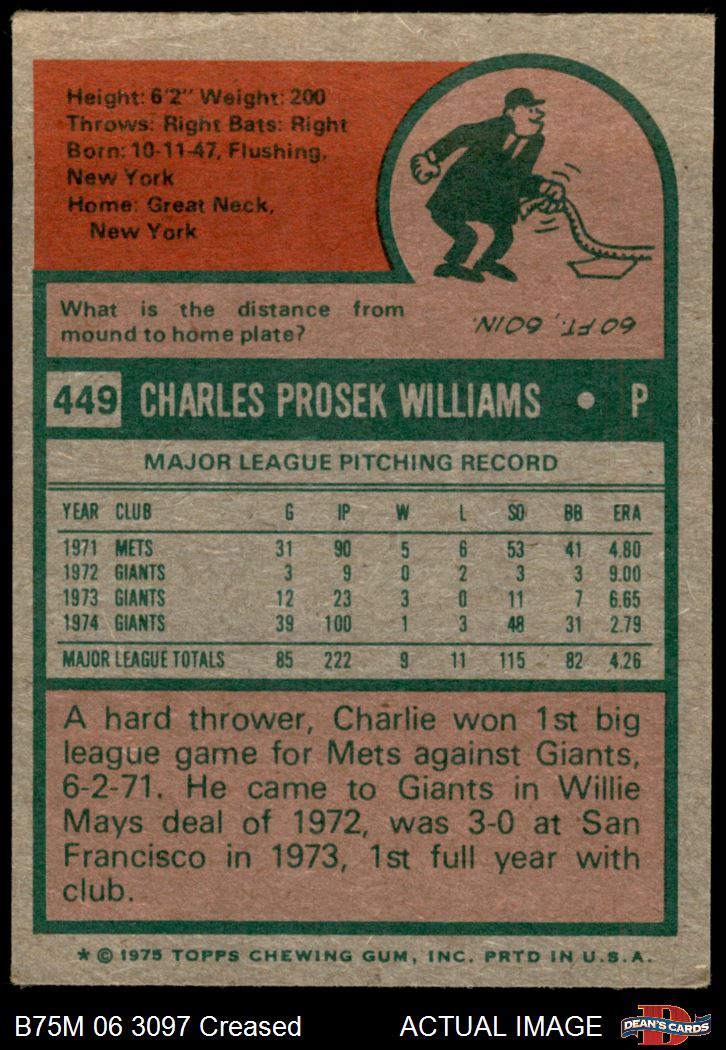 Height: 6'2" Weight: 200
Throws: Right Bats: Right
Born: 10-11-47, Flushing,
New York
Home: Great Neck,
New York
What is the distance from
mound to home plate?
60 FT., 60 IN.
449 CHARLES PROSEK WILLIAMS • P
MAJOR LEAGUE PITCHING RECORD
YEAR CLUB G IP W L SO BB ERA
1971 METS 31 90 5 6 53 41 4.80
1972 GIANTS 3 9 0 2 3 3 9.00
1973 GIANTS 12 23 3 0 11 7 6.65
1974 GIANTS 39 100 1 3 48 31 2.79
MAJOR LEAGUE TOTALS 85 222 9 11 115 82 4.26
A hard thrower, Charlie won 1st big
league game for Mets against Giants,
6-2-71. He came to Giants in Willie
Mays deal of 1972, was 3-0 at San
Francisco in 1973, 1st full year with
club.
* © 1975 TOPPS CHEWING GUM, INC. PRTD IN U.S.A.
B75M 06 3097 Creased ACTUAL IMAGE D DEAN'S CARDS